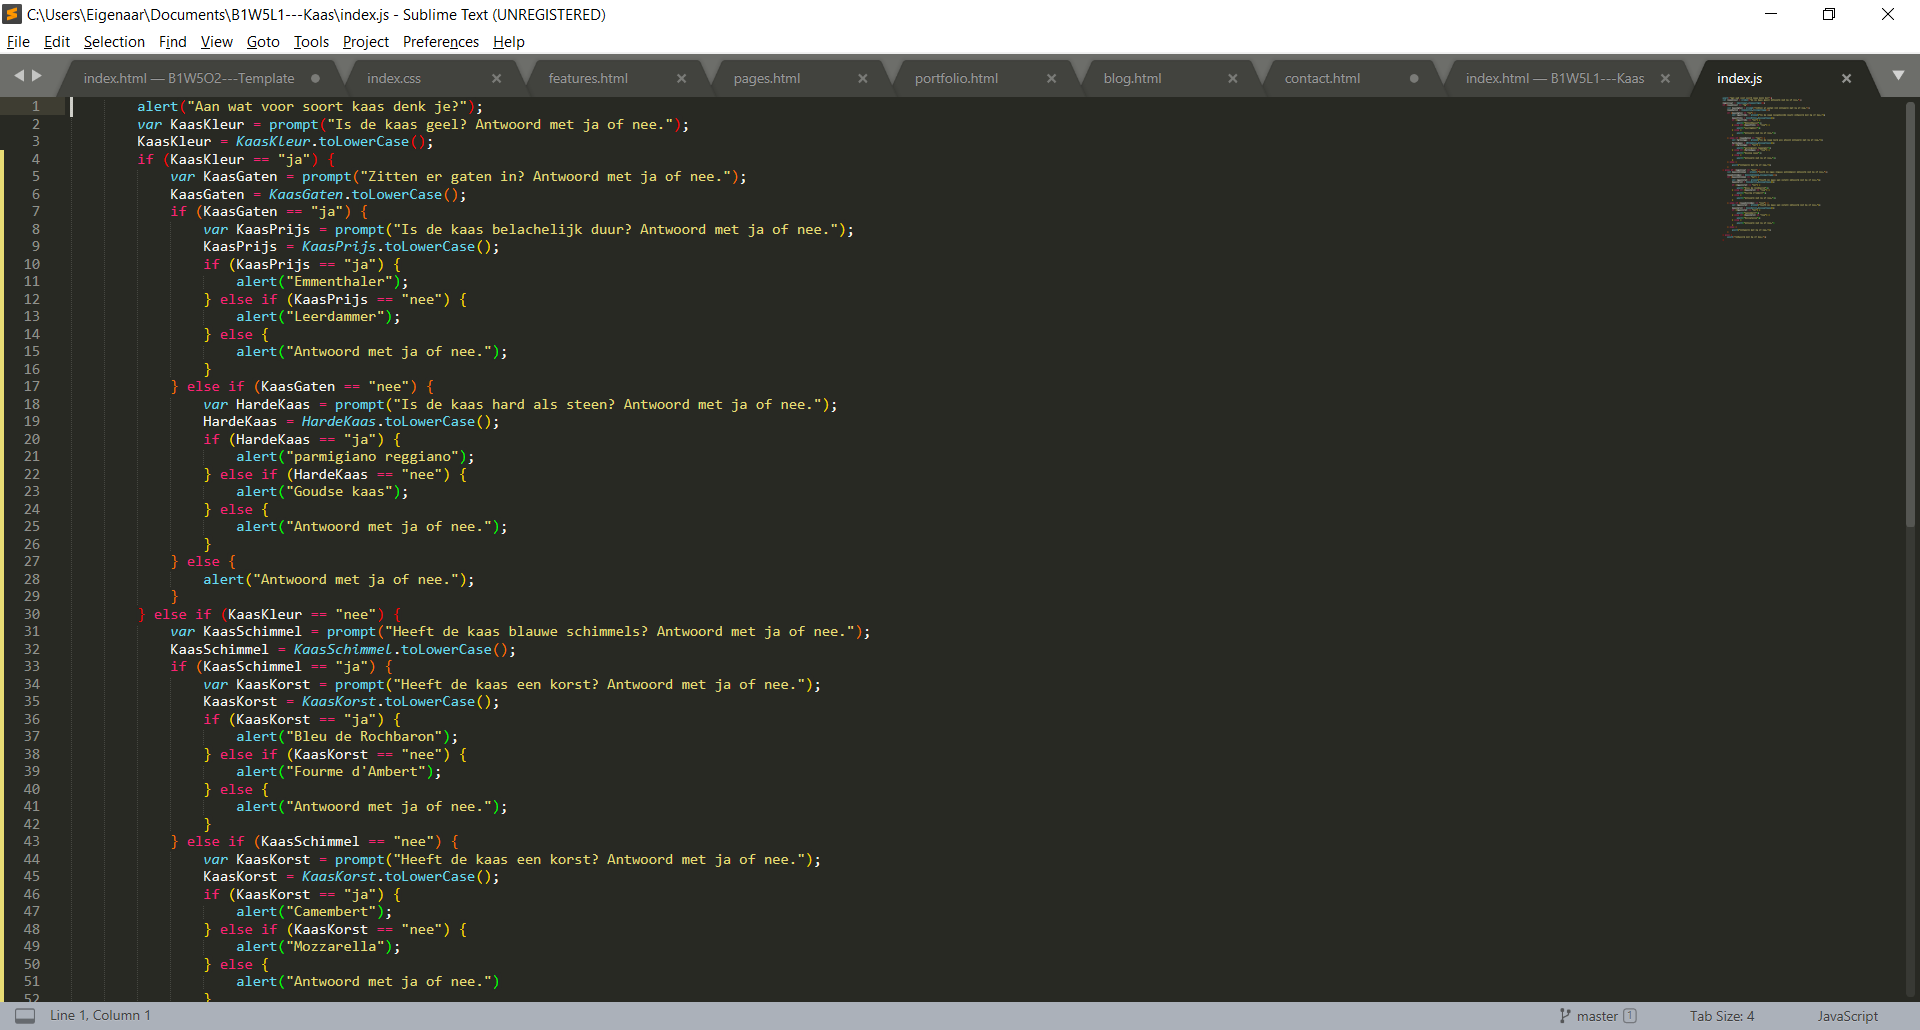 C:\Users\Eigenaar\Documents\B1W5L1---Kaas\index.js - Sublime Text (UNREGISTERED)
File Edit Selection Find View Goto Tools Project Preferences Help
index.html — B1W5O2---Template index.css features.html pages.html portfolio.html blog.html contact.html index.html — B1W5L1---Kaas index.js
1 alert("Aan wat voor soort kaas denk je?");
2 var KaasKleur = prompt("Is de kaas geel? Antwoord met ja of nee.");
3 KaasKleur = KaasKleur.toLowerCase();
4 if (KaasKleur == "ja") {
5 var KaasGaten = prompt("Zitten er gaten in? Antwoord met ja of nee.");
6 KaasGaten = KaasGaten.toLowerCase();
7 if (KaasGaten == "ja") {
8 var KaasPrijs = prompt("Is de kaas belachelijk duur? Antwoord met ja of nee.");
9 KaasPrijs = KaasPrijs.toLowerCase();
10 if (KaasPrijs == "ja") {
11 alert("Emmenthaler");
12 } else if (KaasPrijs == "nee") {
13 alert("Leerdammer");
14 } else {
15 alert("Antwoord met ja of nee.");
16 }
17 } else if (KaasGaten == "nee") {
18 var HardeKaas = prompt("Is de kaas hard als steen? Antwoord met ja of nee.");
19 HardeKaas = HardeKaas.toLowerCase();
20 if (HardeKaas == "ja") {
21 alert("parmigiano reggiano");
22 } else if (HardeKaas == "nee") {
23 alert("Goudse kaas");
24 } else {
25 alert("Antwoord met ja of nee.");
26 }
27 } else {
28 alert("Antwoord met ja of nee.");
29 }
30 } else if (KaasKleur == "nee") {
31 var KaasSchimmel = prompt("Heeft de kaas blauwe schimmels? Antwoord met ja of nee.");
32 KaasSchimmel = KaasSchimmel.toLowerCase();
33 if (KaasSchimmel == "ja") {
34 var KaasKorst = prompt("Heeft de kaas een korst? Antwoord met ja of nee.");
35 KaasKorst = KaasKorst.toLowerCase();
36 if (KaasKorst == "ja") {
37 alert("Bleu de Rochbaron");
38 } else if (KaasKorst == "nee") {
39 alert("Fourme d'Ambert");
40 } else {
41 alert("Antwoord met ja of nee.");
42 }
43 } else if (KaasSchimmel == "nee") {
44 var KaasKorst = prompt("Heeft de kaas een korst? Antwoord met ja of nee.");
45 KaasKorst = KaasKorst.toLowerCase();
46 if (KaasKorst == "ja") {
47 alert("Camembert");
48 } else if (KaasKorst == "nee") {
49 alert("Mozzarella");
50 } else {
51 alert("Antwoord met ja of nee.")
52 }
Line 1, Column 1 master 1 Tab Size: 4 JavaScript